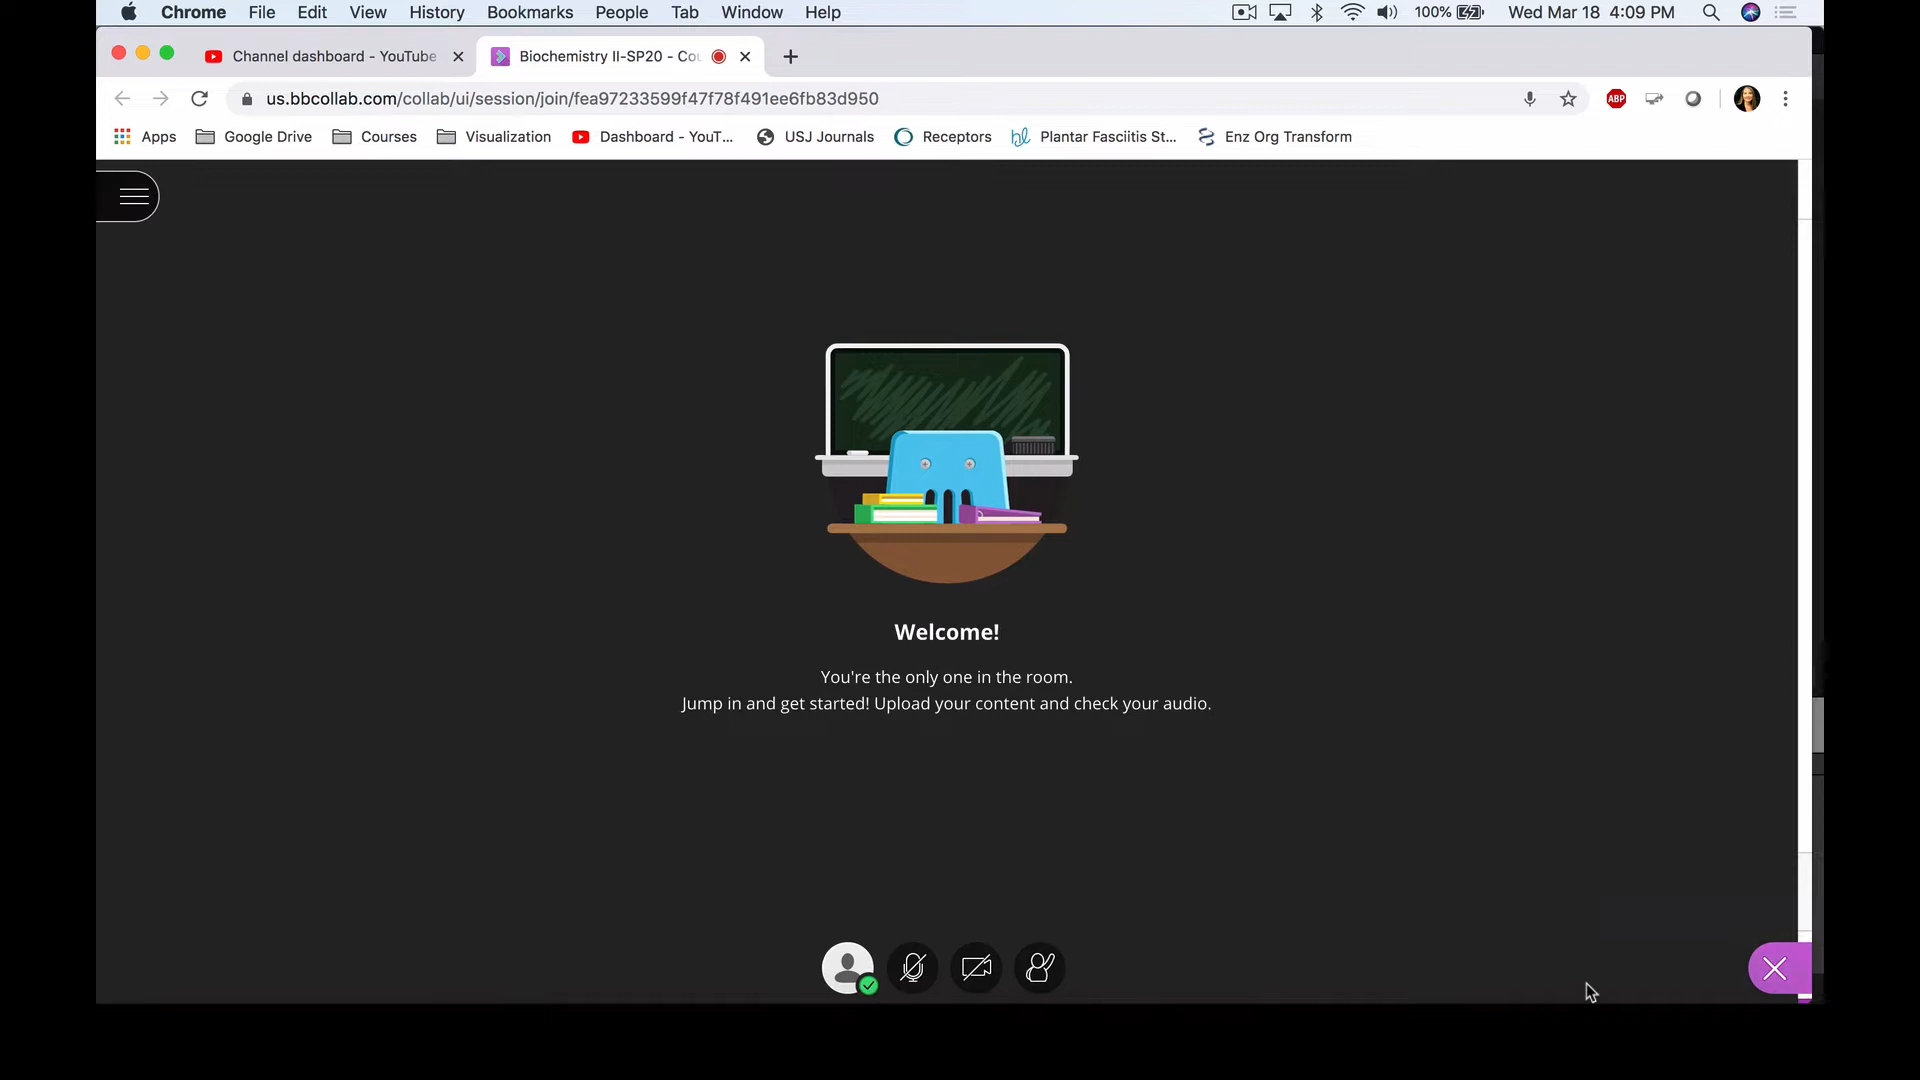 Chrome File Edit View History Bookmarks People Tab Window Help 100% Wed Mar 18 4:09 PM
Channel dashboard - YouTube Biochemistry II-SP20 - Cou
us.bbcollab.com/collab/ui/session/join/fea97233599f47f78f491ee6fb83d950 ABP
Apps Google Drive Courses Visualization Dashboard - YouT... USJ Journals Receptors bl Plantar Fasciitis St... Enz Org Transform
Welcome!
You're the only one in the room.
Jump in and get started! Upload your content and check your audio.